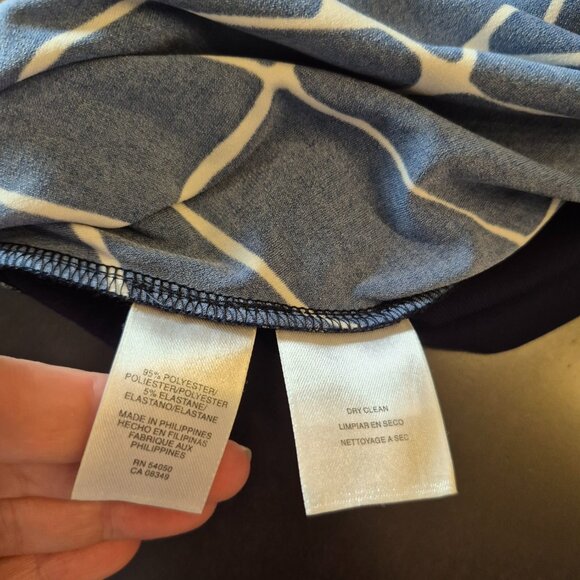 95% POLYESTER/
POLIESTER/POLYESTER
5% ELASTANE/
ELASTANO/ELASTANE
MADE IN PHILIPPINES
HECHO EN FILIPINAS
FABRIQUE AUX
PHILIPPINES
RN 54050
CA 08349
DRY CLEAN
LIMPIAR EN SECO
NETTOYAGE A SEC